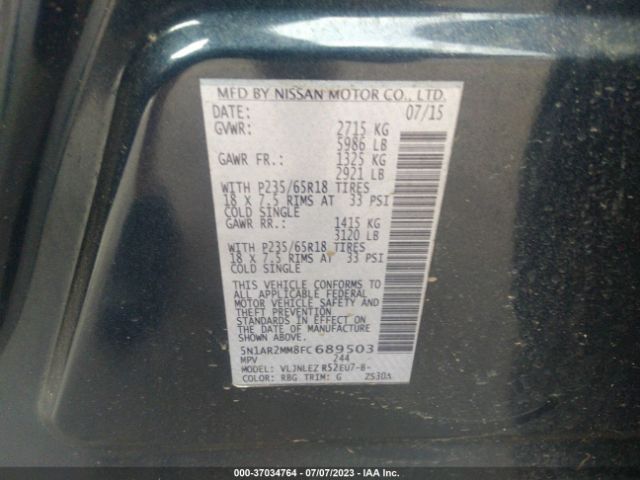 MFD BY NISSAN MOTOR CO., LTD.
DATE: 07/15
GVWR: 2715 KG
5986 LB
GAWR FR.: 1325 KG
2921 LB
WITH P235/65R18 TIRES
18 X 7.5 RIMS AT 33 PSI
COLD SINGLE
GAWR RR.: 1415 KG
3120 LB
WITH P235/65R18 TIRES
18 X 7.5 RIMS AT 33 PSI
COLD SINGLE
THIS VEHICLE CONFORMS TO
ALL APPLICABLE FEDERAL
MOTOR VEHICLE SAFETY AND
THEFT PREVENTION
STANDARDS IN EFFECT ON
THE DATE OF MANUFACTURE
SHOWN ABOVE.
5N1AR2MM8FC689503
MPV 244
MODEL: VLJNLEZ R52EU7-B-
COLOR: RBG TRIM: G ZS30A
000-37034764 - 07/07/2023 - IAA Inc.